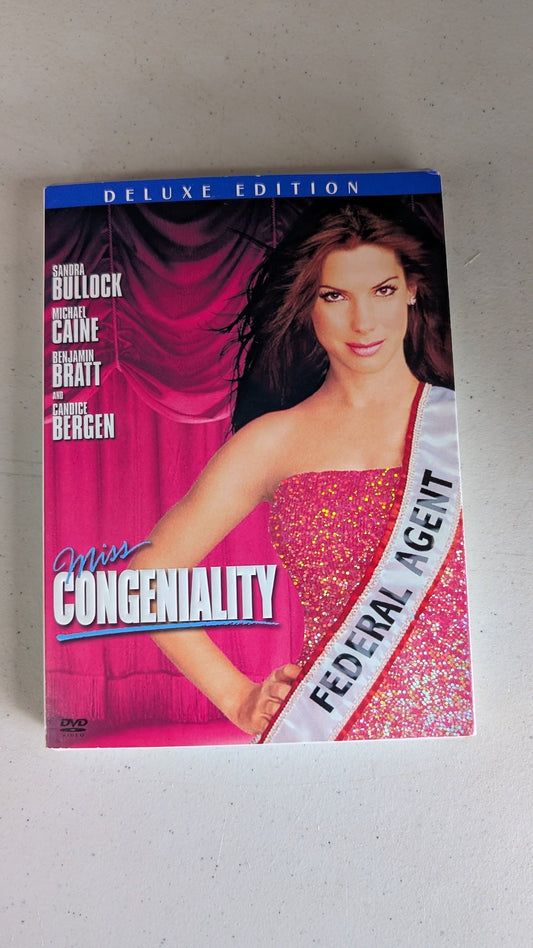 DELUXE EDITION
SANDRA
BULLOCK
MICHAEL
CAINE
BENJAMIN
BRATT
AND
CANDICE
BERGEN
Miss
CONGENIALITY
FEDERAL AGENT
DVD
VIDEO